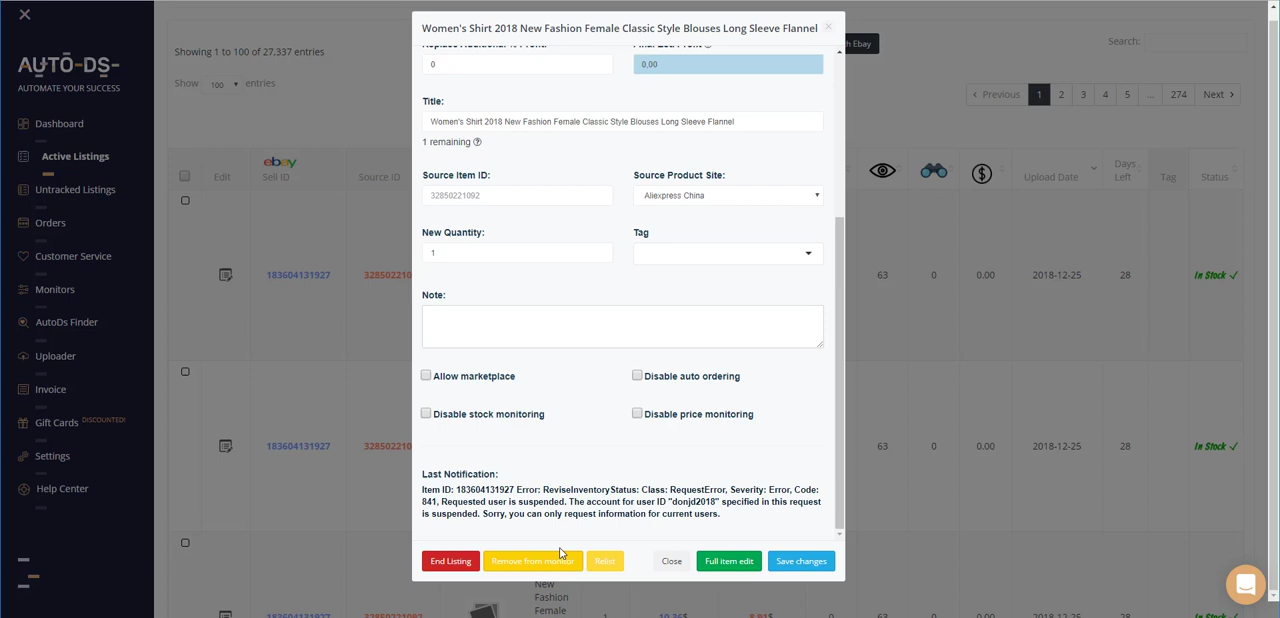 Women's Shirt 2018 New Fashion Female Classic Style Blouses Long Sleeve Flannel ×
Showing 1 to 100 of 27,337 entries
Search:
AUTO-DS-
AUTOMATE YOUR SUCCESS
Show 100 entries
0
0,00
Previous 1 2 3 4 5 ... 274 Next
Title:
Women's Shirt 2018 New Fashion Female Classic Style Blouses Long Sleeve Flannel
1 remaining
Dashboard
Active Listings
Untracked Listings
Orders
Customer Service
Monitors
AutoDs Finder
Uploader
Invoice
Gift Cards DISCOUNTED!
Settings
Help Center
Edit
ebay
Sell ID
Source ID
Upload Date
Days
Left
Tag
Status
Source Item ID:
Source Product Site:
32850221092
Aliexpress China
New Quantity:
Tag
1
Note:
Allow marketplace
Disable auto ordering
Disable stock monitoring
Disable price monitoring
Last Notification:
Item ID: 183604131927 Error: ReviseInventoryStatus: Class: RequestError, Severity: Error, Code:
841, Requested user is suspended. The account for user ID "donjd2018" specified in this request
is suspended. Sorry, you can only request information for current users.
End Listing
Remove from monitor
Relist
Close
Full item edit
Save changes
183604131927
63 0 0.00 2018-12-25 28 In Stock
183604131927
63 0 0.00 2018-12-25 28 In Stock
New
Fashion
Female